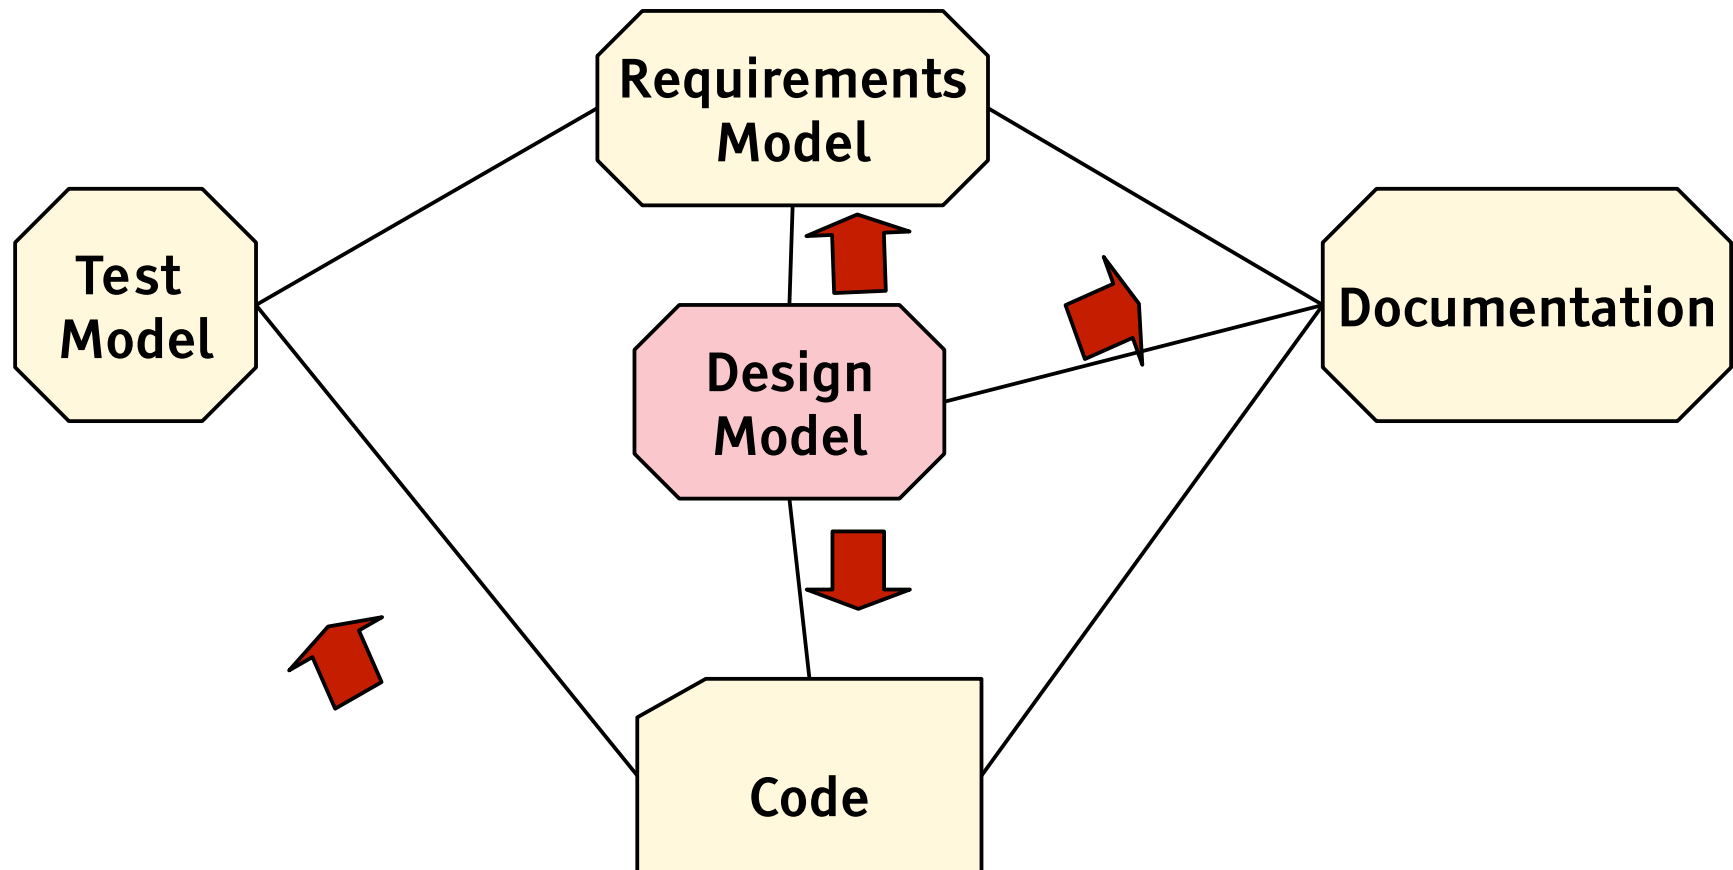 Requirements
Model
Test
Model
Documentation
Design
Model
Code